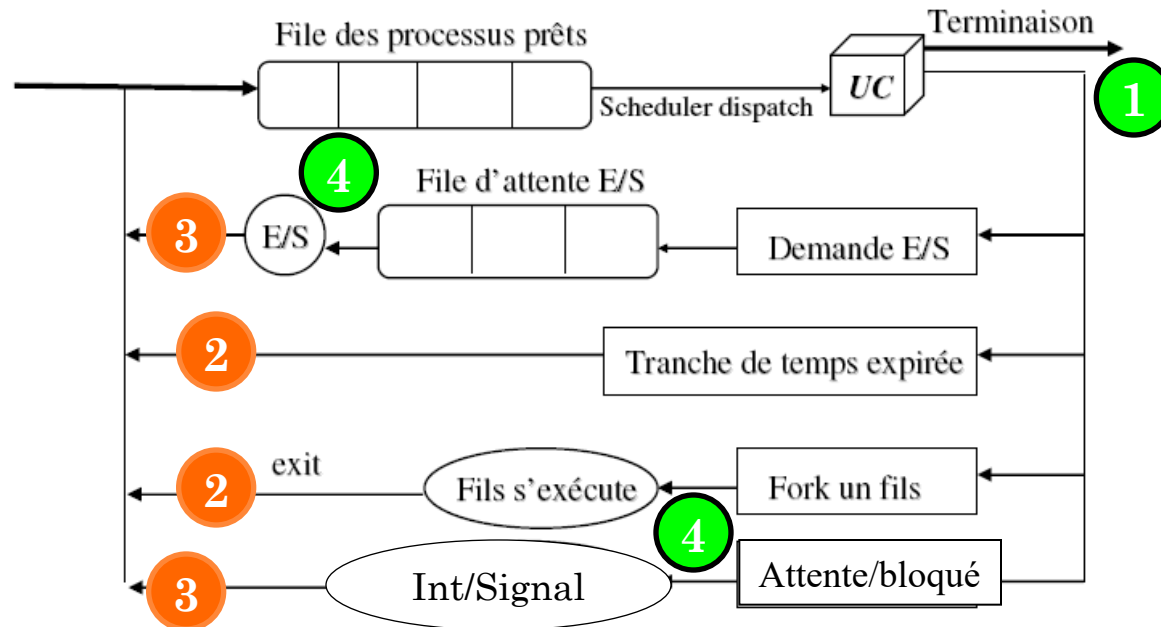 File des processus prêts
Terminaison
UC
Scheduler dispatch
1
4
File d'attente E/S
3
E/S
Demande E/S
2
Tranche de temps expirée
2
exit
Fils s'exécute
Fork un fils
4
3
Int/Signal
Attente/bloqué